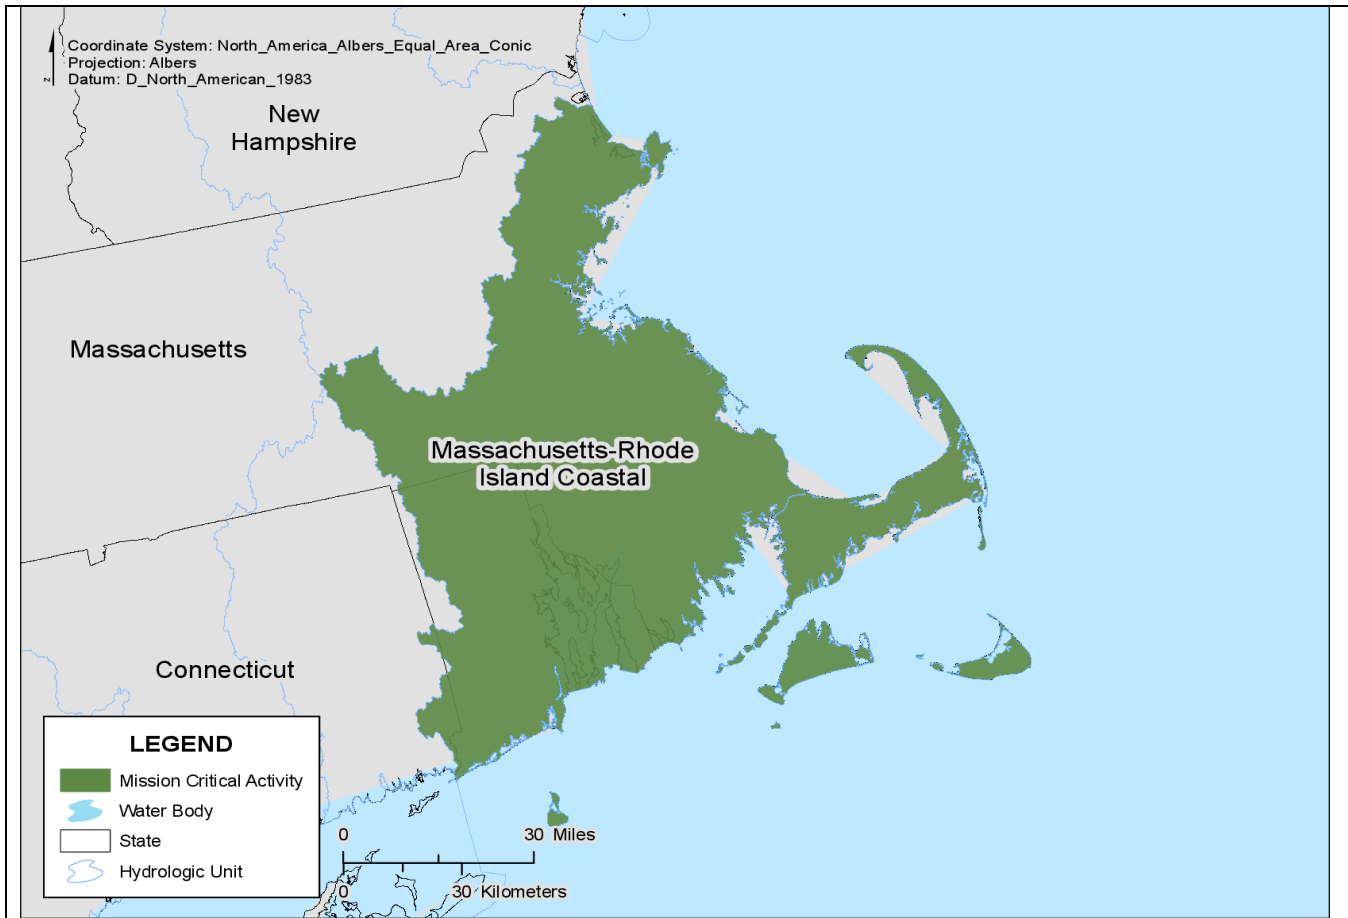 Coordinate System: North_America_Albers_Equal_Area_Conic
Projection: Albers
Datum: D_North_American_1983
z
New
Hampshire
Massachusetts
Massachusetts-Rhode
Island Coastal
Connecticut
LEGEND
Mission Critical Activity
Water Body
State
Hydrologic Unit
0 30 Miles
0 30 Kilometers